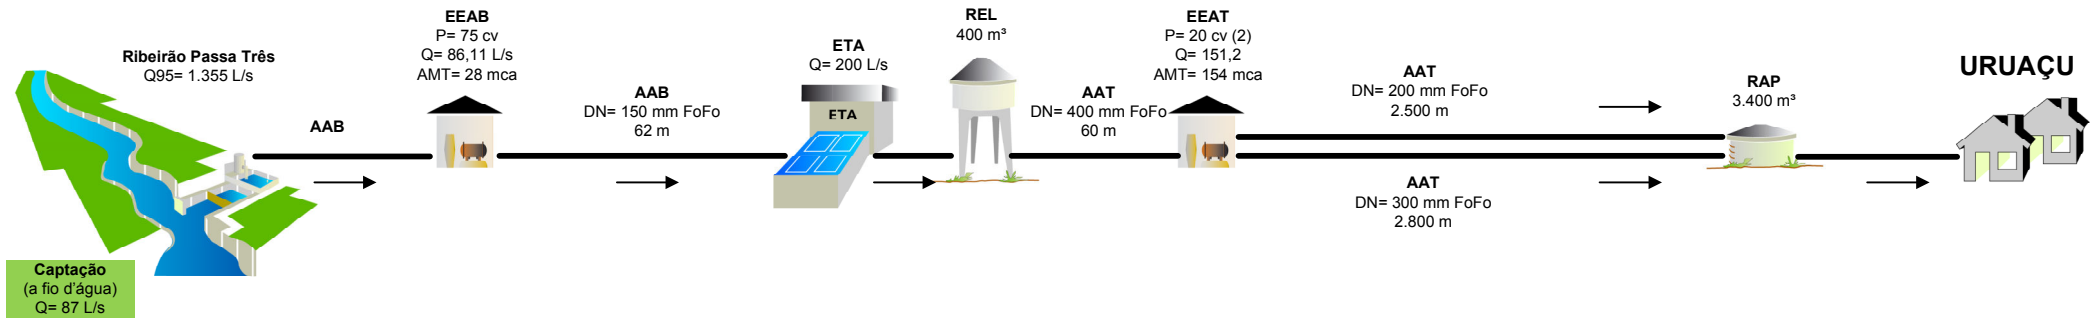 Ribeirão Passa Três
Q95= 1.355 L/s
Captação
(a fio d'água)
Q= 87 L/s
AAB
EEAB
P= 75 cv
Q= 86,11 L/s
AMT= 28 mca
AAB
DN= 150 mm FoFo
62 m
ETA
Q= 200 L/s
ETA
REL
400 m³
AAT
DN= 400 mm FoFo
60 m
EEAT
P= 20 cv (2)
Q= 151,2
AMT= 154 mca
AAT
DN= 200 mm FoFo
2.500 m
AAT
DN= 300 mm FoFo
2.800 m
RAP
3.400 m³
URUAÇU